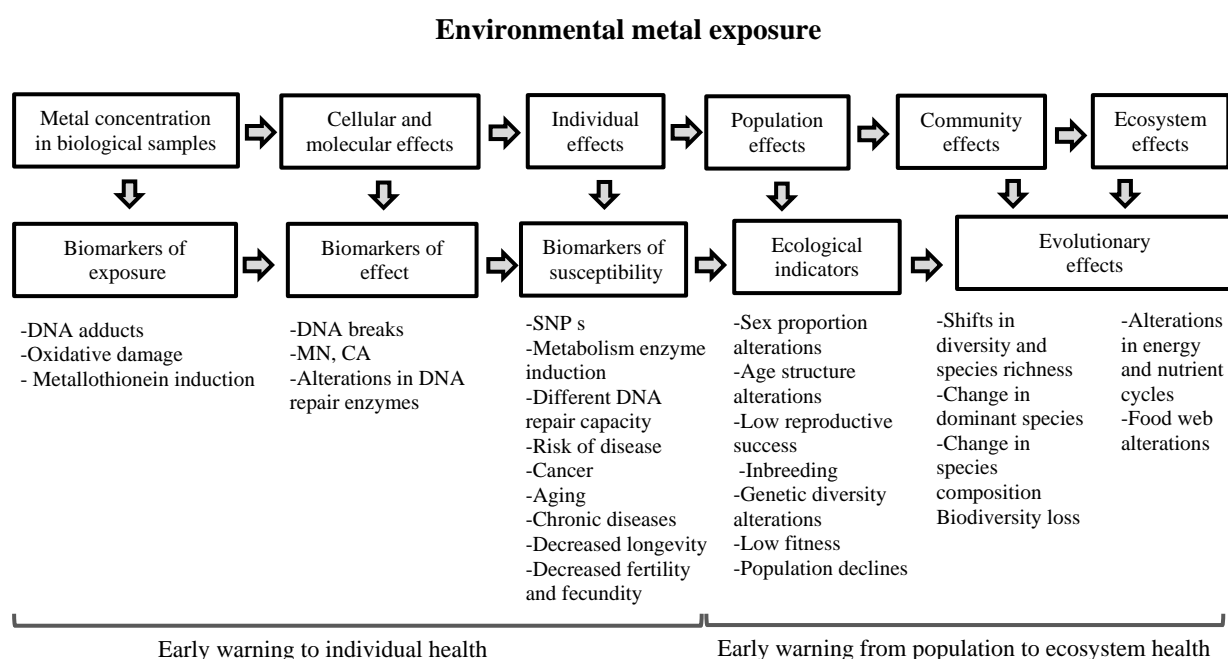 Environmental metal exposure
Metal concentration
in biological samples
Cellular and
molecular effects
Individual
effects
Population
effects
Community
effects
Ecosystem
effects
Biomarkers of
exposure
Biomarkers of
effect
Biomarkers of
susceptibility
Ecological
indicators
Evolutionary
effects
-DNA adducts
-Oxidative damage
- Metallothionein induction
-DNA breaks
-MN, CA
-Alterations in DNA
repair enzymes
-SNP s
-Metabolism enzyme
induction
-Different DNA
repair capacity
-Risk of disease
-Cancer
-Aging
-Chronic diseases
-Decreased longevity
-Decreased fertility
and fecundity
-Sex proportion
alterations
-Age structure
alterations
-Low reproductive
success
-Inbreeding
-Genetic diversity
alterations
-Low fitness
-Population declines
-Shifts in
diversity and
species richness
-Change in
dominant species
-Change in
species
composition
Biodiversity loss
-Alterations
in energy
and nutrient
cycles
-Food web
alterations
Early warning to individual health
Early warning from population to ecosystem health